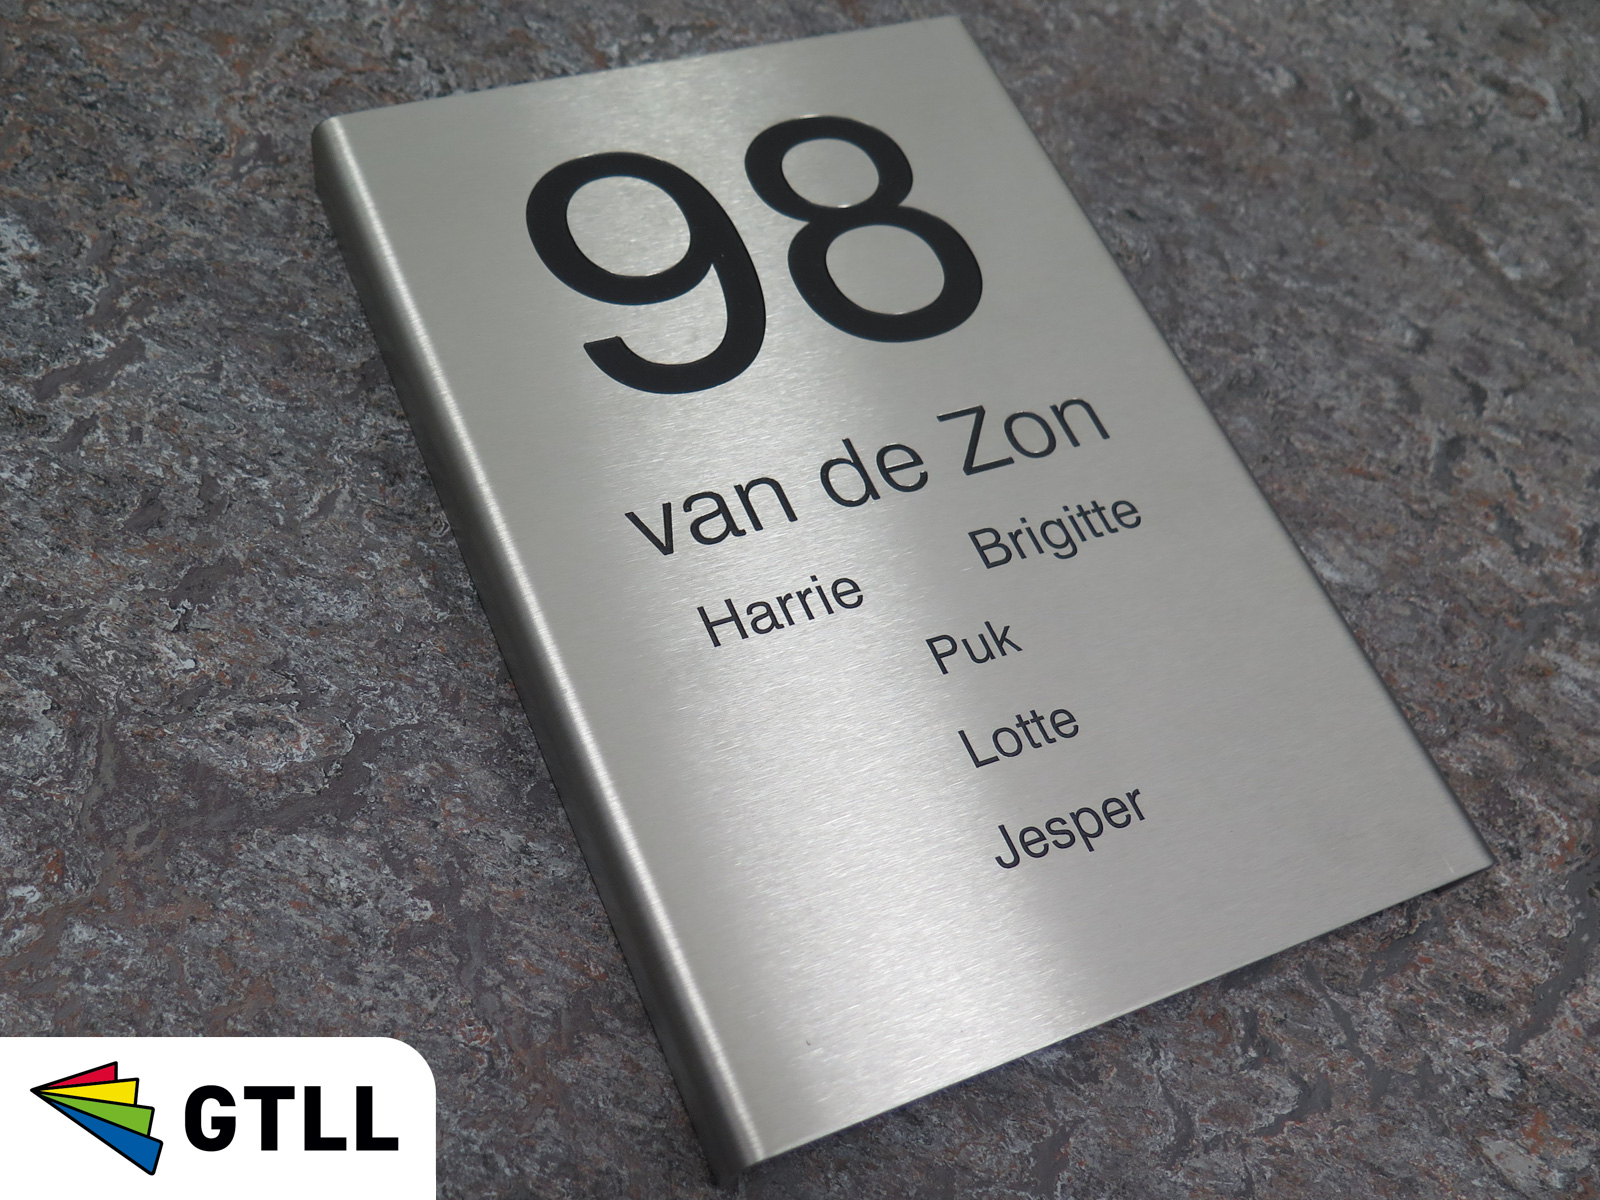 98
van de Zon
Harrie Brigitte
Puk
Lotte
Jesper
GTLL